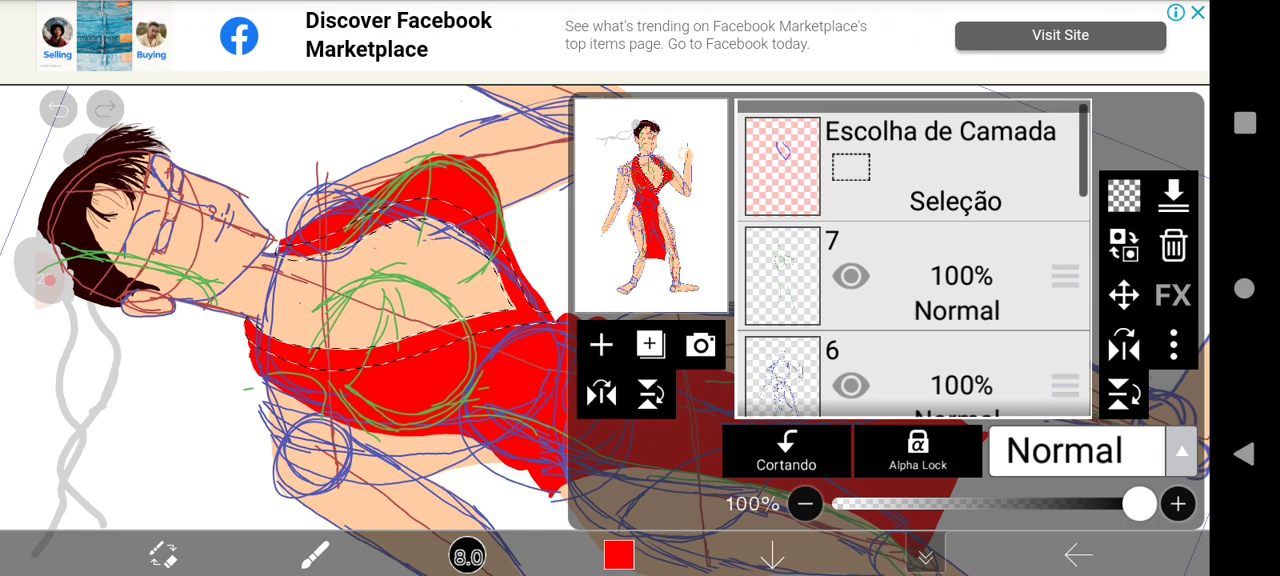 Discover Facebook
Marketplace
See what's trending on Facebook Marketplace's
top items page. Go to Facebook today.
Visit Site
Selling
Buying
Escolha de Camada
Seleção
7
100%
Normal
6
100%
Normal
FX
Cortando
α
Alpha Lock
Normal
100%
8.0